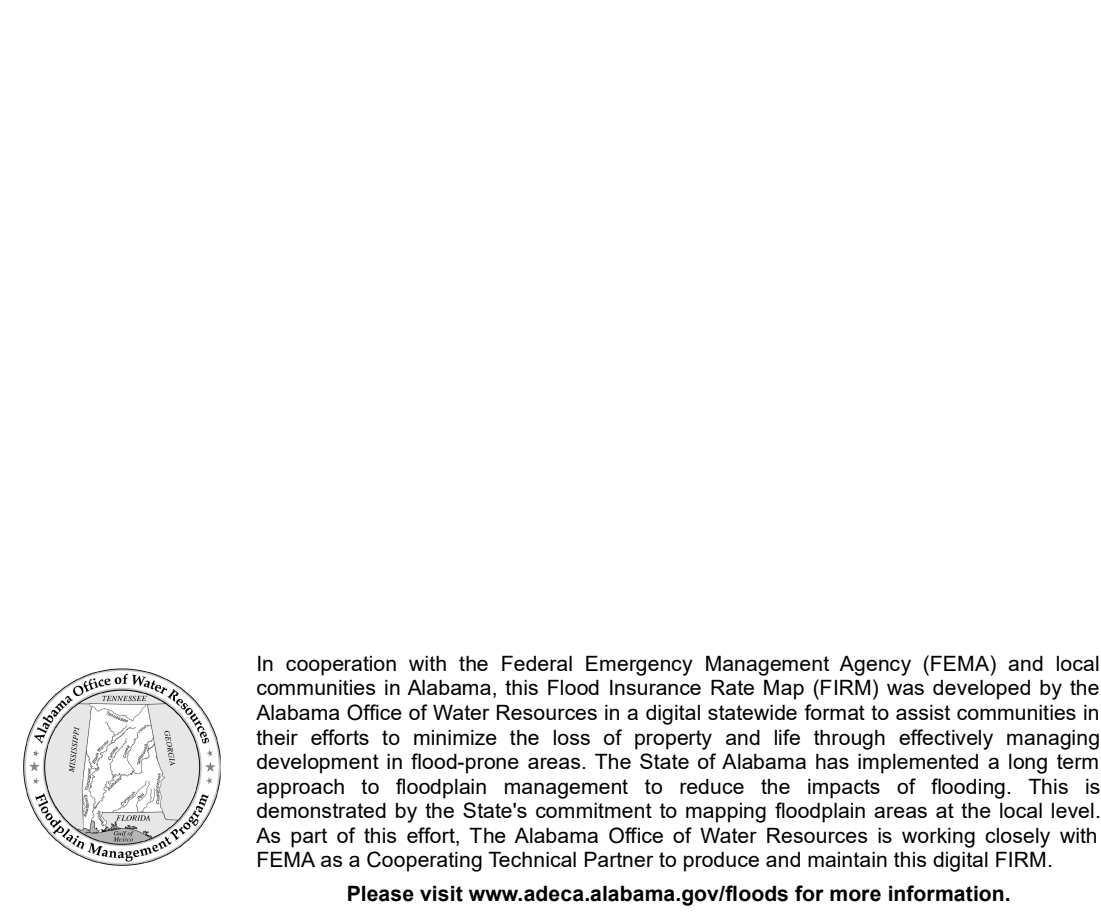 Alabama Office of Water Resources
TENNESSEE
MISSISSIPPI
GEORGIA
FLORIDA
Gulf of
Mexico
Floodplain Management Program
In cooperation with the Federal Emergency Management Agency (FEMA) and local
communities in Alabama, this Flood Insurance Rate Map (FIRM) was developed by the
Alabama Office of Water Resources in a digital statewide format to assist communities in
their efforts to minimize the loss of property and life through effectively managing
development in flood-prone areas. The State of Alabama has implemented a long term
approach to floodplain management to reduce the impacts of flooding. This is
demonstrated by the State's commitment to mapping floodplain areas at the local level.
As part of this effort, The Alabama Office of Water Resources is working closely with
FEMA as a Cooperating Technical Partner to produce and maintain this digital FIRM.
Please visit www.adeca.alabama.gov/floods for more information.